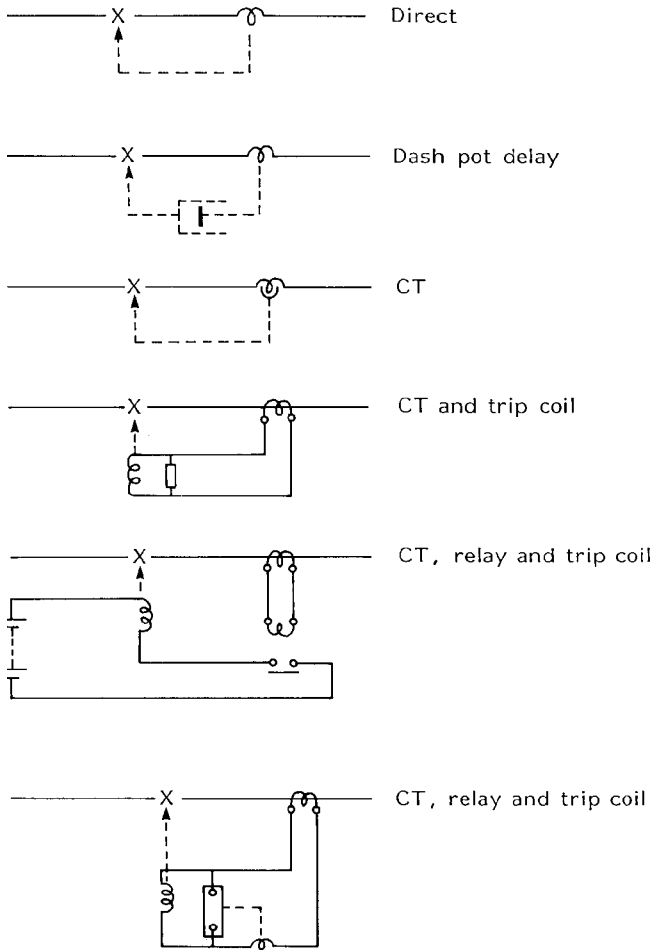 Direct
Dash pot delay
CT
CT and trip coil
CT, relay and trip coil
CT, relay and trip coil